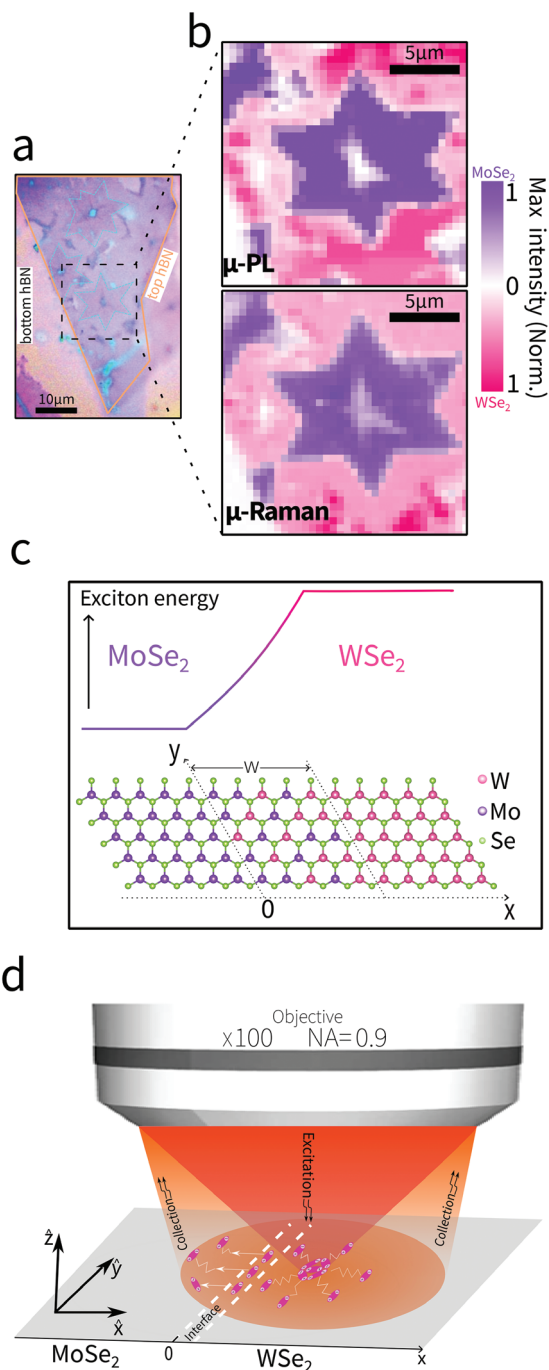 a
bottom hBN
top hBN
10μm
b
5μm
μ-PL
5μm
μ-Raman
MoSe₂
1
0
1
WSe₂
Max intensity (Norm.)
c
Exciton energy
MoSe₂
WSe₂
y
W
W
Mo
Se
0
x
d
Objective
x100 NA= 0.9
Excitation
Collection
Collection
ẑ
ŷ
x̂
Interface
0
x
MoSe₂
WSe₂